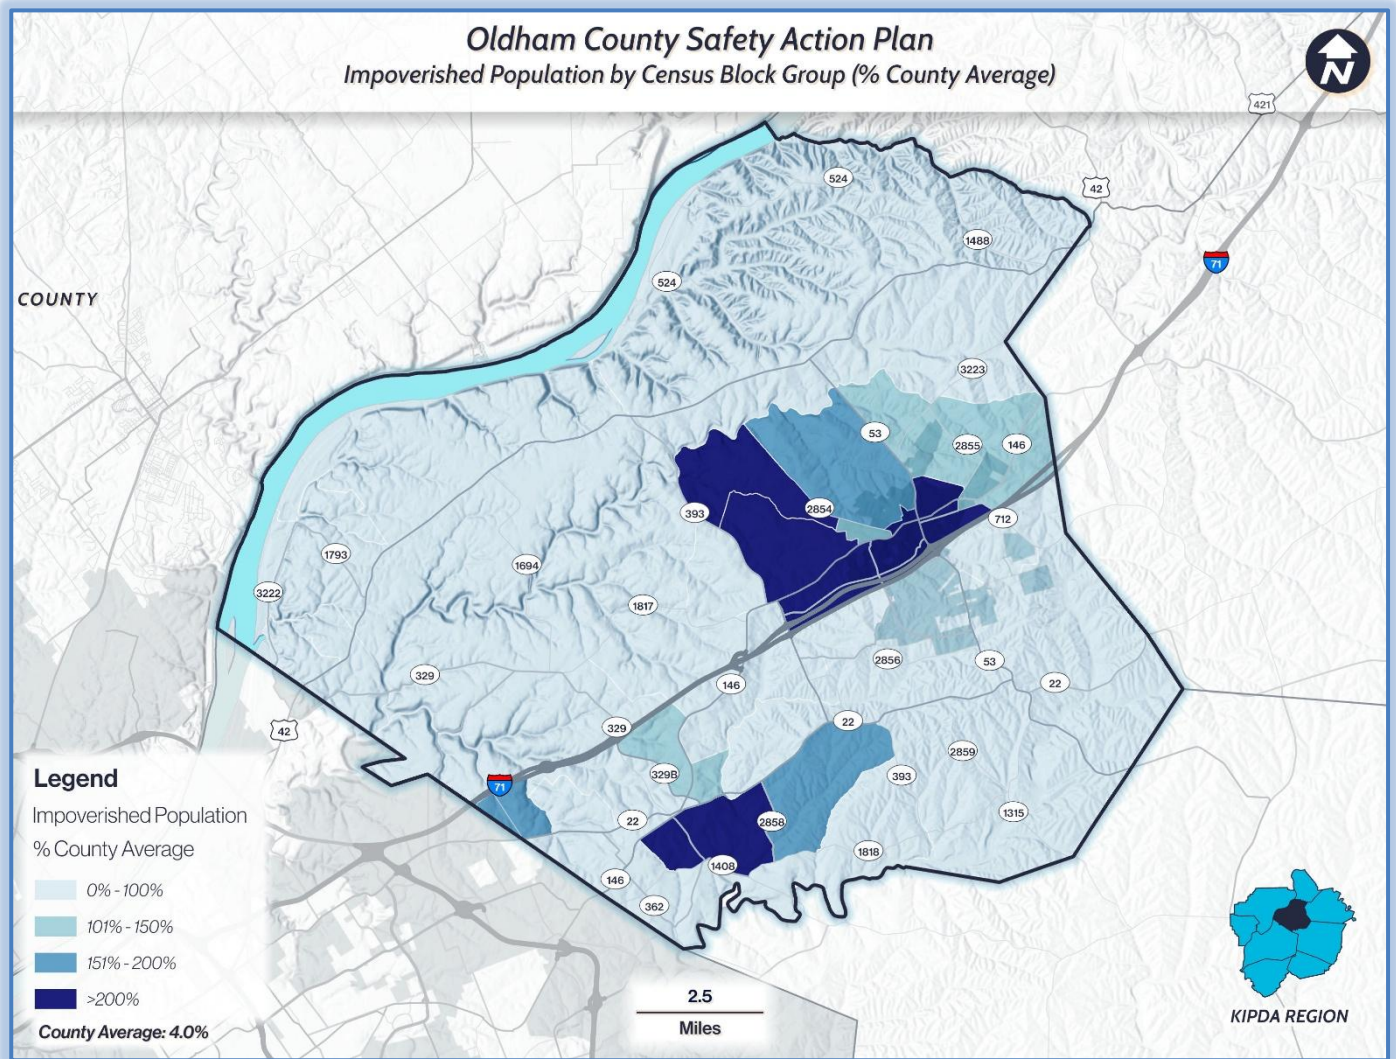 Oldham County Safety Action Plan
Impoverished Population by Census Block Group (% County Average)
N
421
524
42
1488
71
524
COUNTY
3223
53
2855
146
393
2854
712
1793
1694
3222
1817
2856
53
329
146
22
22
329
42
2859
329B
393
71
22
2858
1315
1408
1818
146
362
Legend
Impoverished Population
% County Average
0% - 100%
101% - 150%
151% - 200%
>200%
County Average: 4.0%
2.5
Miles
KIPDA REGION